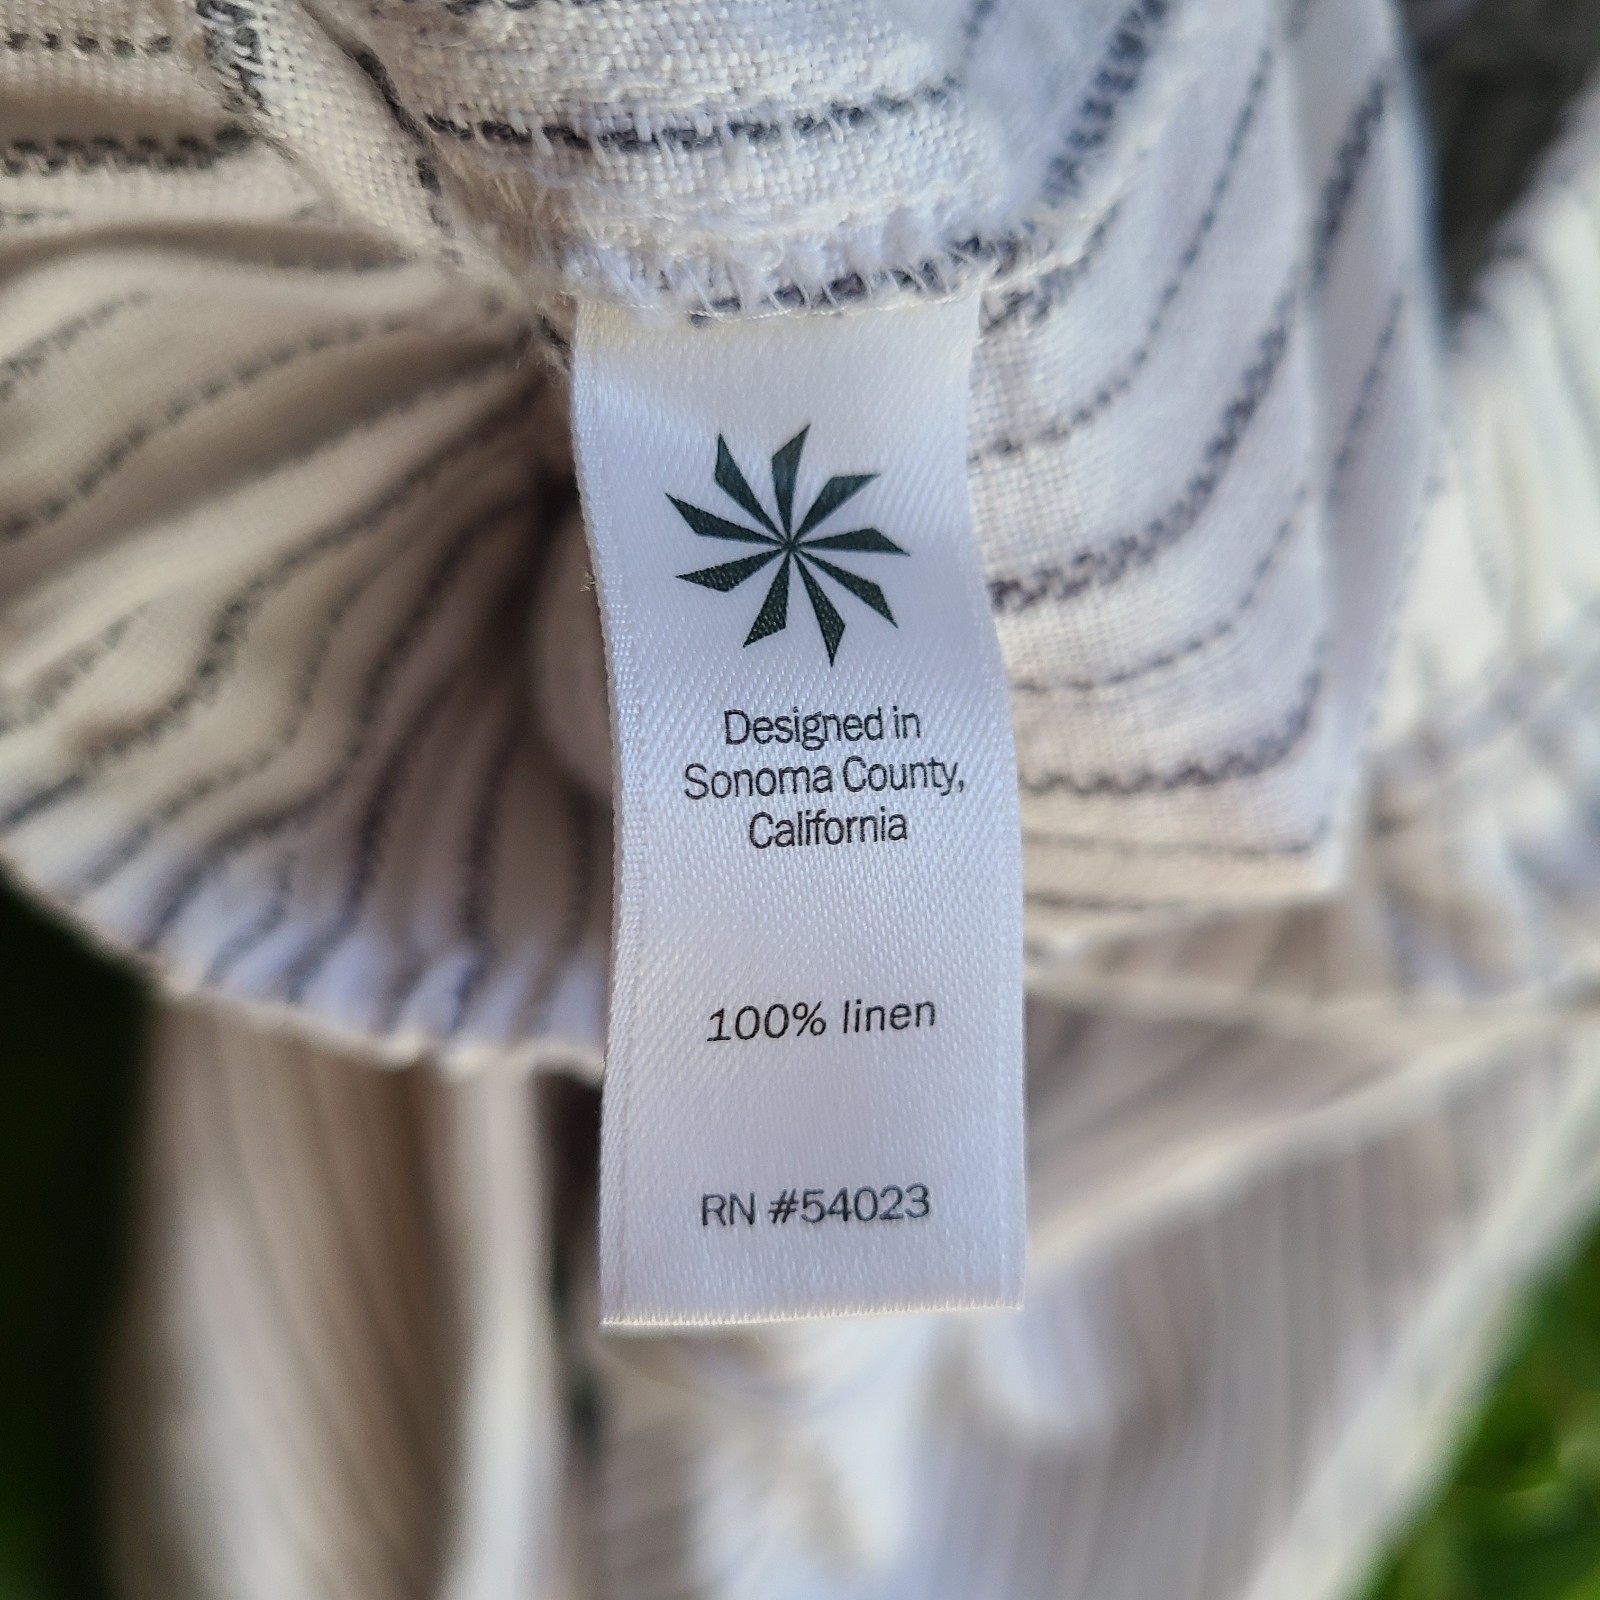 Designed in
Sonoma County,
California
100% linen
RN #54023